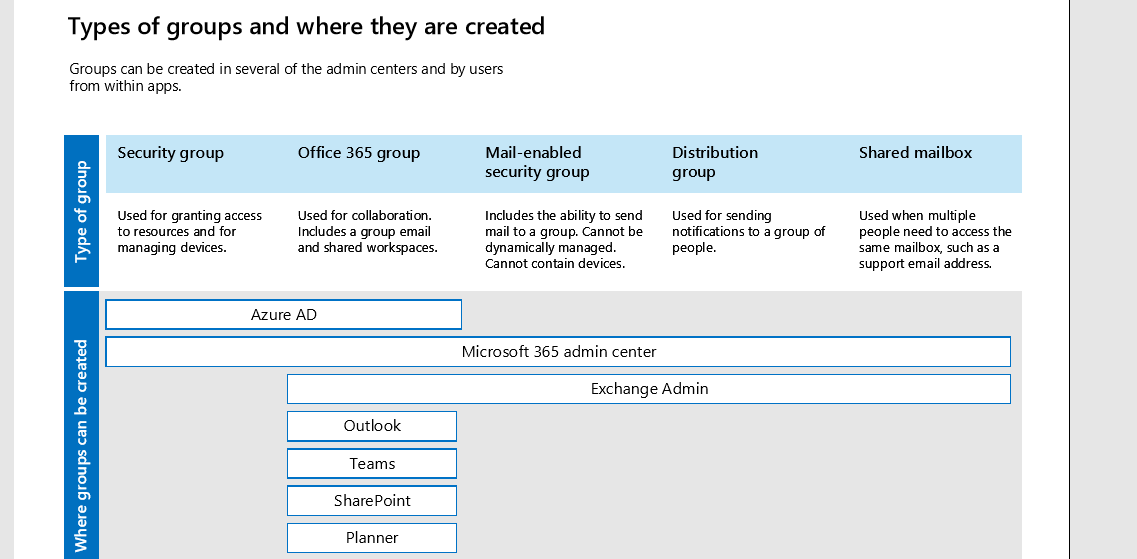 Types of groups and where they are created
Groups can be created in several of the admin centers and by users
from within apps.
Type of group
Security group
Used for granting access
to resources and for
managing devices.
Office 365 group
Used for collaboration.
Includes a group email
and shared workspaces.
Mail-enabled
security group
Includes the ability to send
mail to a group. Cannot be
dynamically managed.
Cannot contain devices.
Distribution
group
Used for sending
notifications to a group of
people.
Shared mailbox
Used when multiple
people need to access the
same mailbox, such as a
support email address.
Where groups can be created
Azure AD
Microsoft 365 admin center
Exchange Admin
Outlook
Teams
SharePoint
Planner